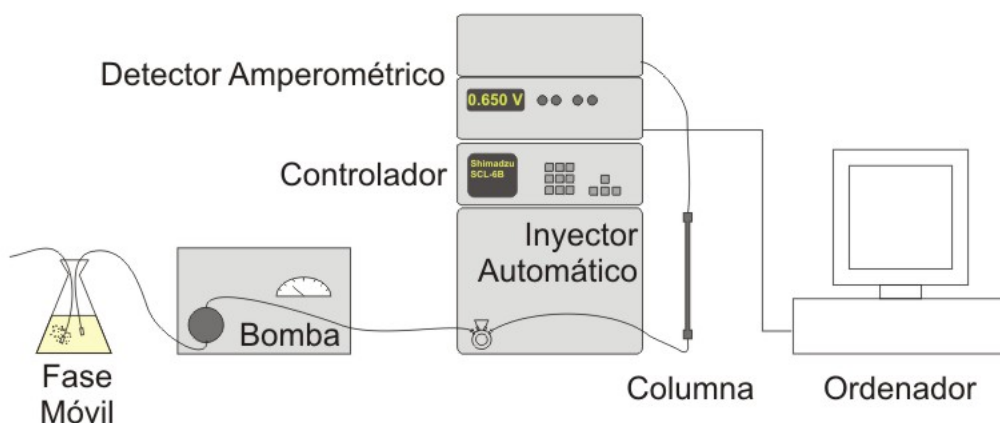 Detector Amperométrico
0.650 V
Controlador
Shimadzu
SCL-6B
Inyector
Automático
Bomba
Fase
Móvil
Columna
Ordenador